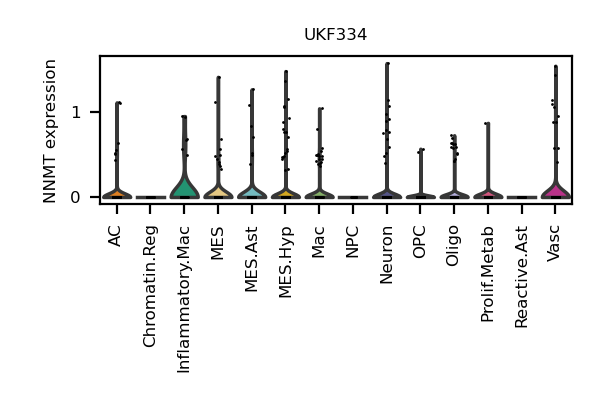 UKF334
NNMT expression
1
0
AC
Chromatin.Reg
Inflammatory.Mac
MES
MES.Ast
MES.Hyp
Mac
NPC
Neuron
OPC
Oligo
Prolif.Metab
Reactive.Ast
Vasc